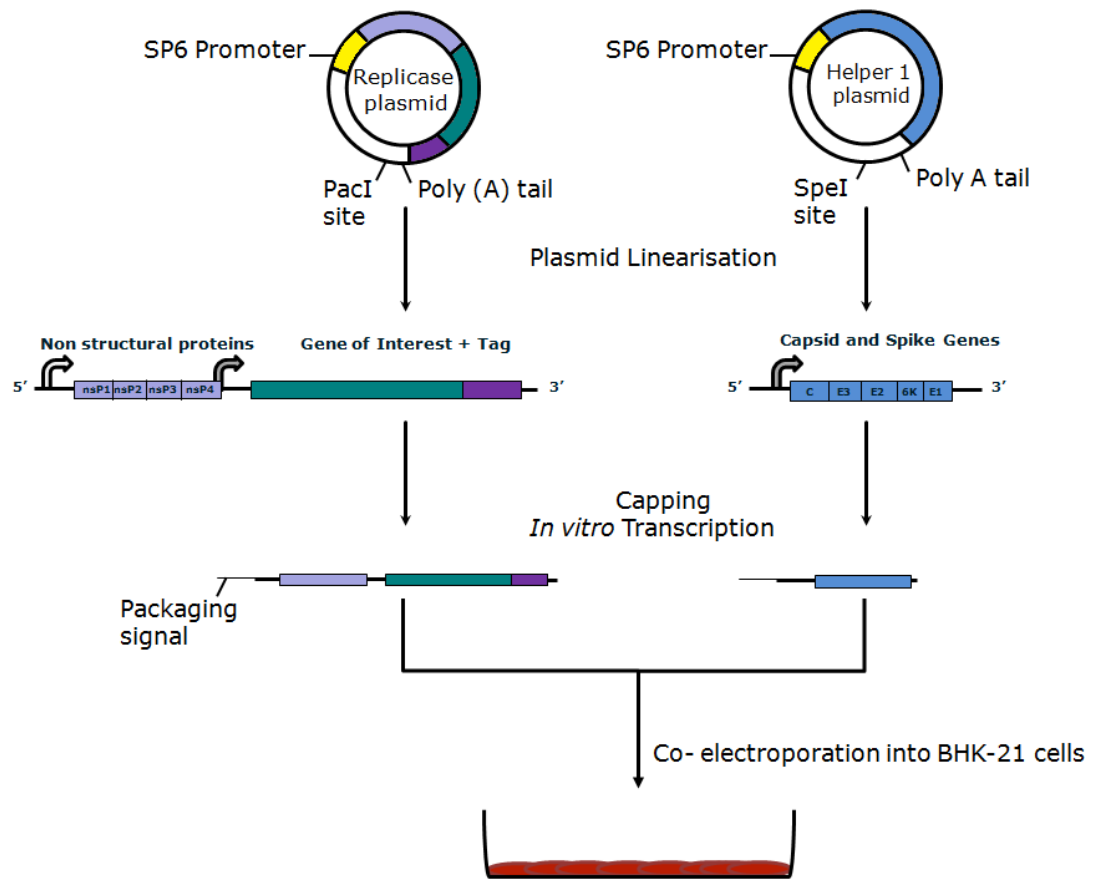 SP6 Promoter
Replicase
plasmid
PacI
site
Poly (A) tail
SP6 Promoter
Helper 1
plasmid
SpeI
site
Poly A tail
Plasmid Linearisation
Non structural proteins
Gene of Interest + Tag
5′ nsP1 nsP2 nsP3 nsP4 3′
Capsid and Spike Genes
5′ C E3 E2 6K E1 3′
Capping
In vitro Transcription
Packaging
signal
Co- electroporation into BHK-21 cells